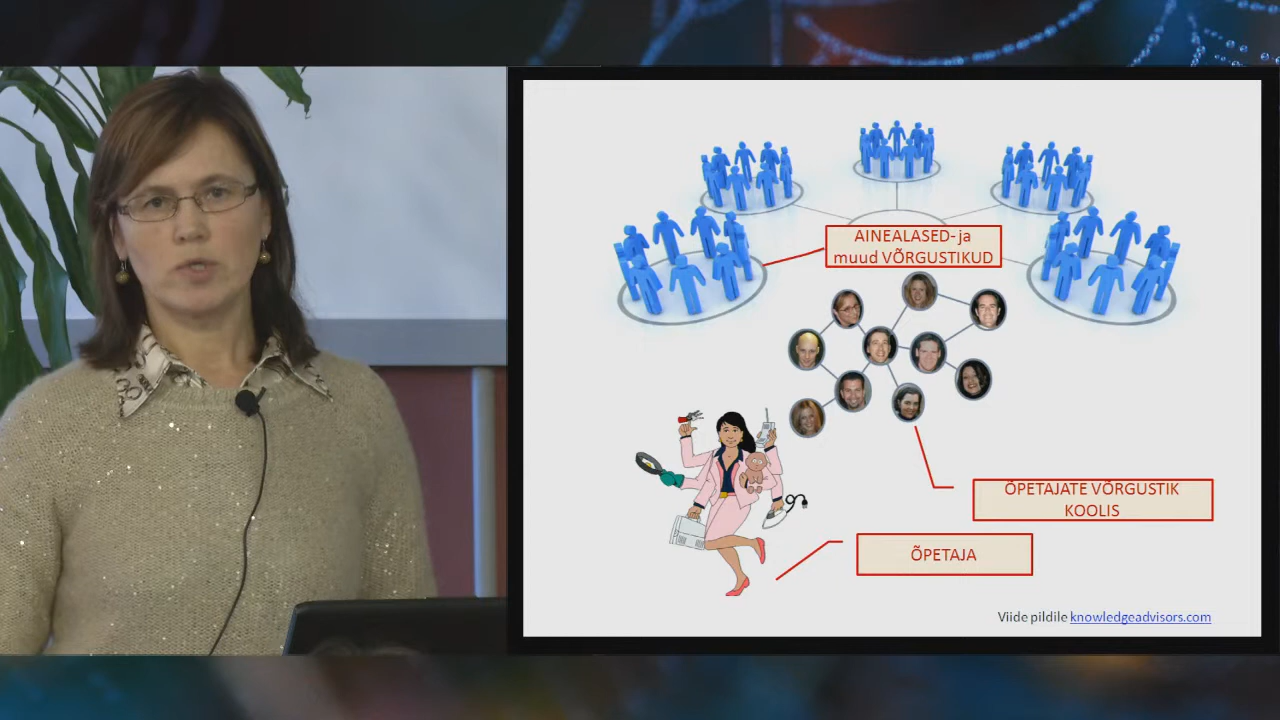 AINEALASED- ja
muud VÕRGUSTIKUD
ÕPETAJATE VÕRGUSTIK
KOOLIS
ÕPETAJA
Viide pildile knowledgeadvisors.com